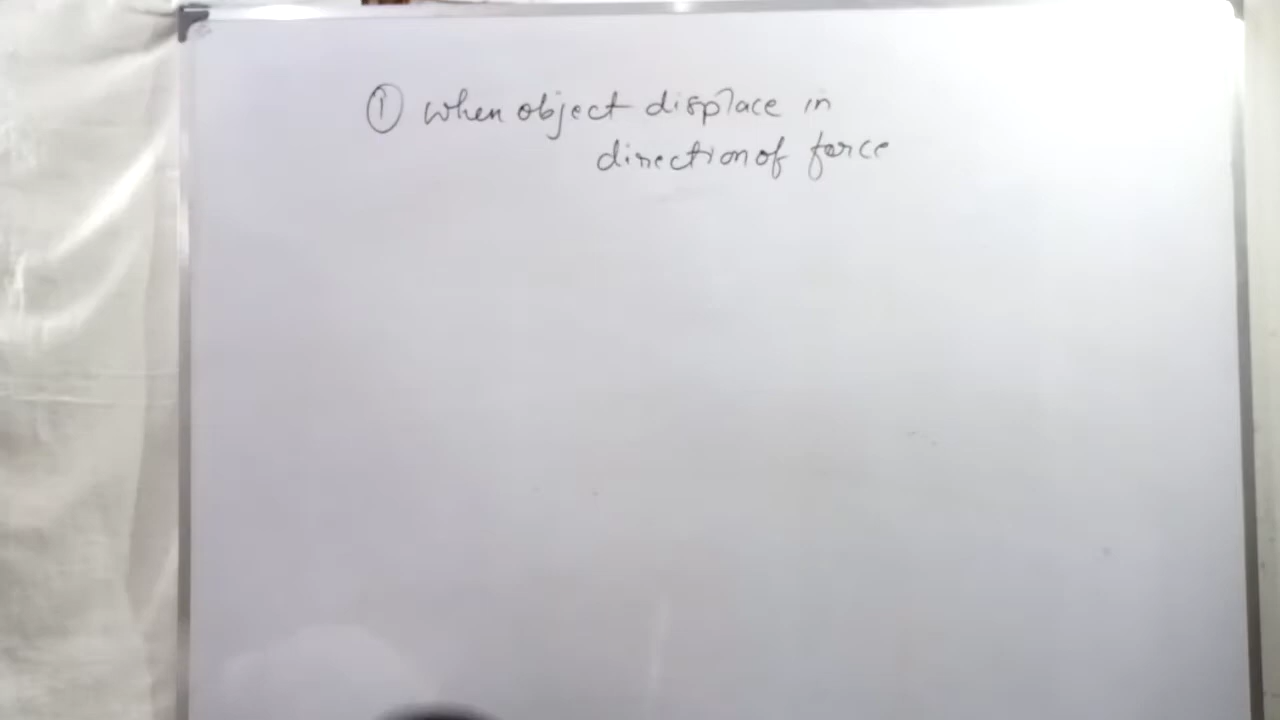 ① When object displace in
direction of force